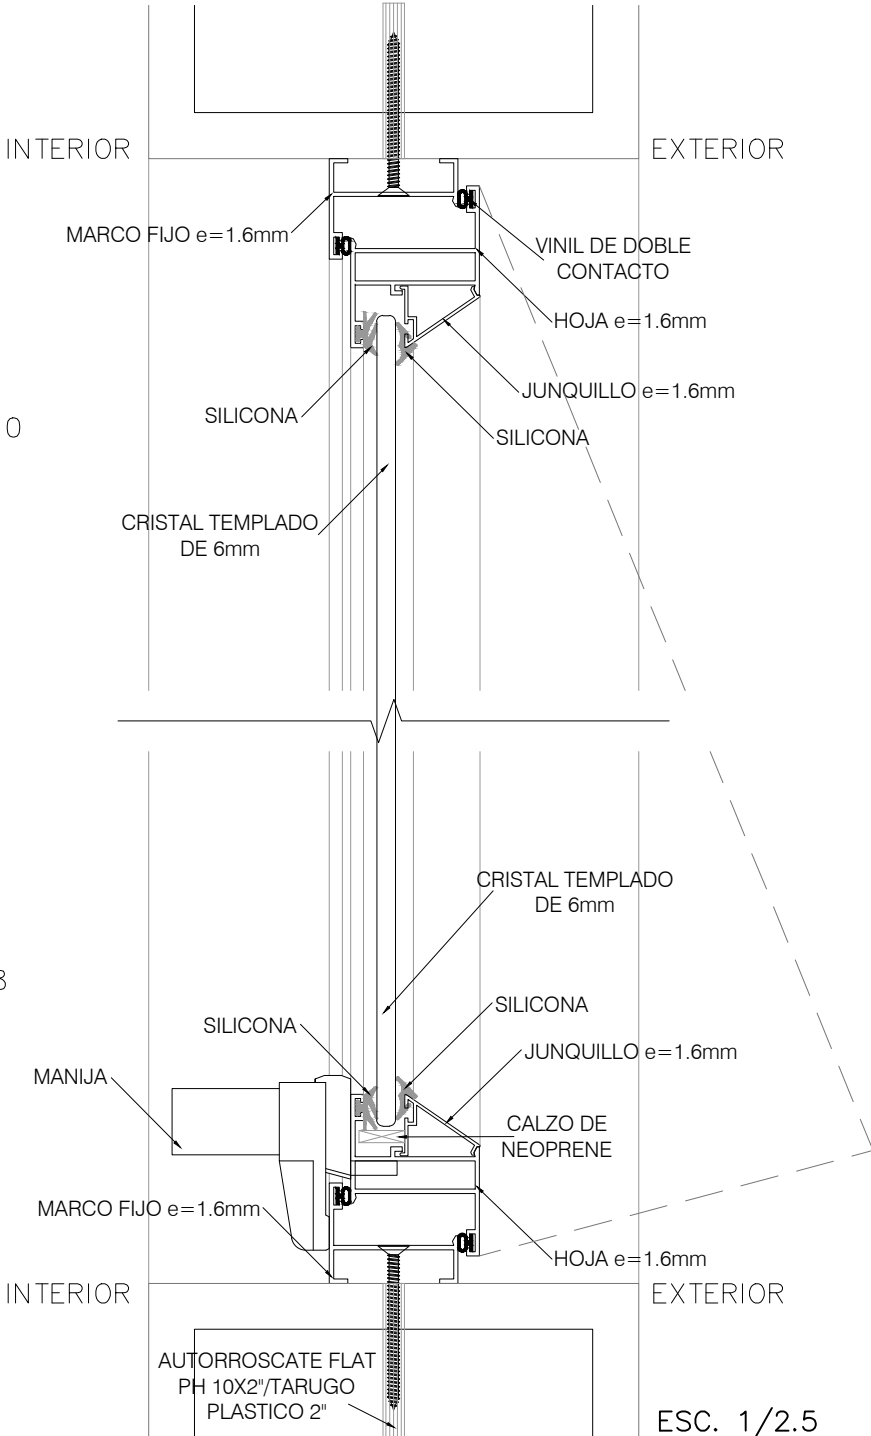 INTERIOR
EXTERIOR
MARCO FIJO e=1.6mm
VINIL DE DOBLE
CONTACTO
HOJA e=1.6mm
JUNQUILLO e=1.6mm
SILICONA
SILICONA
0
CRISTAL TEMPLADO
DE 6mm
CRISTAL TEMPLADO
DE 6mm
8
SILICONA
SILICONA
JUNQUILLO e=1.6mm
MANIJA
CALZO DE
NEOPRENE
MARCO FIJO e=1.6mm
HOJA e=1.6mm
INTERIOR
EXTERIOR
AUTORROSCATE FLAT
PH 10X2"/TARUGO
PLASTICO 2"
ESC. 1/2.5